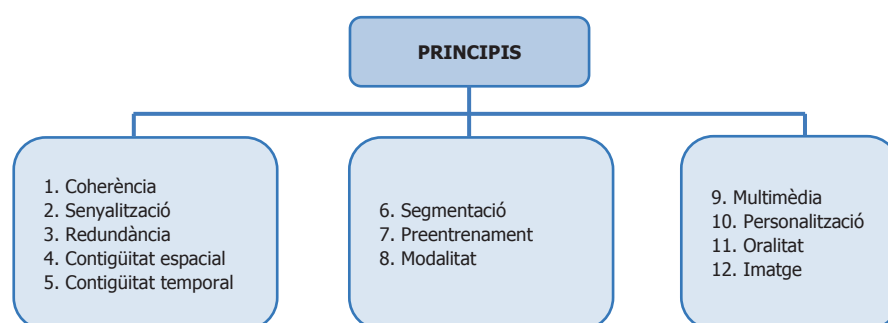 PRINCIPIS
1. Coherència
2. Senyalització
3. Redundància
4. Contigüitat espacial
5. Contigüitat temporal
6. Segmentació
7. Preentrenament
8. Modalitat
9. Multimèdia
10. Personalització
11. Oralitat
12. Imatge